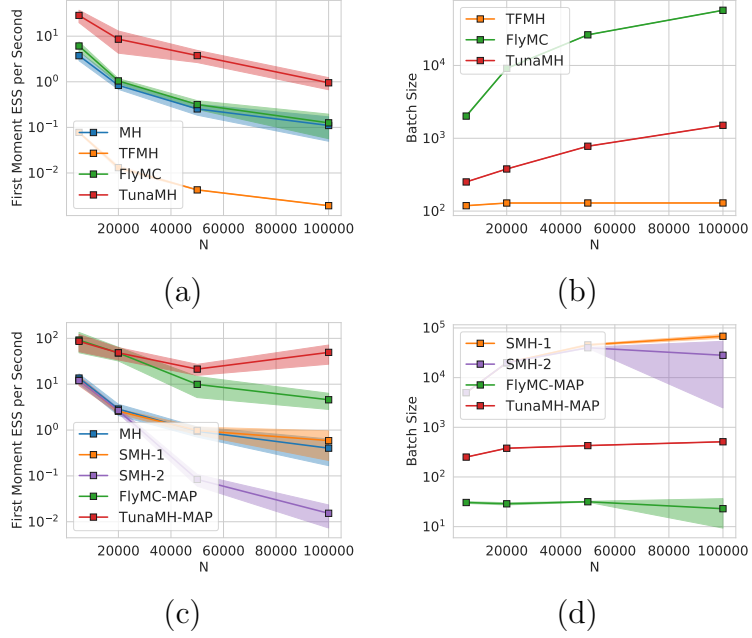 First Moment ESS per Second
10^1
10^0
10^−1
10^−2
MH
TFMH
FlyMC
TunaMH
20000 40000 60000 80000 100000
N
(a)
Batch Size
10^4
10^3
10^2
TFMH
FlyMC
TunaMH
20000 40000 60000 80000 100000
N
(b)
First Moment ESS per Second
10^2
10^1
10^0
10^−1
10^−2
MH
SMH-1
SMH-2
FlyMC-MAP
TunaMH-MAP
20000 40000 60000 80000 100000
N
(c)
Batch Size
10^5
10^4
10^3
10^2
10^1
SMH-1
SMH-2
FlyMC-MAP
TunaMH-MAP
20000 40000 60000 80000 100000
N
(d)